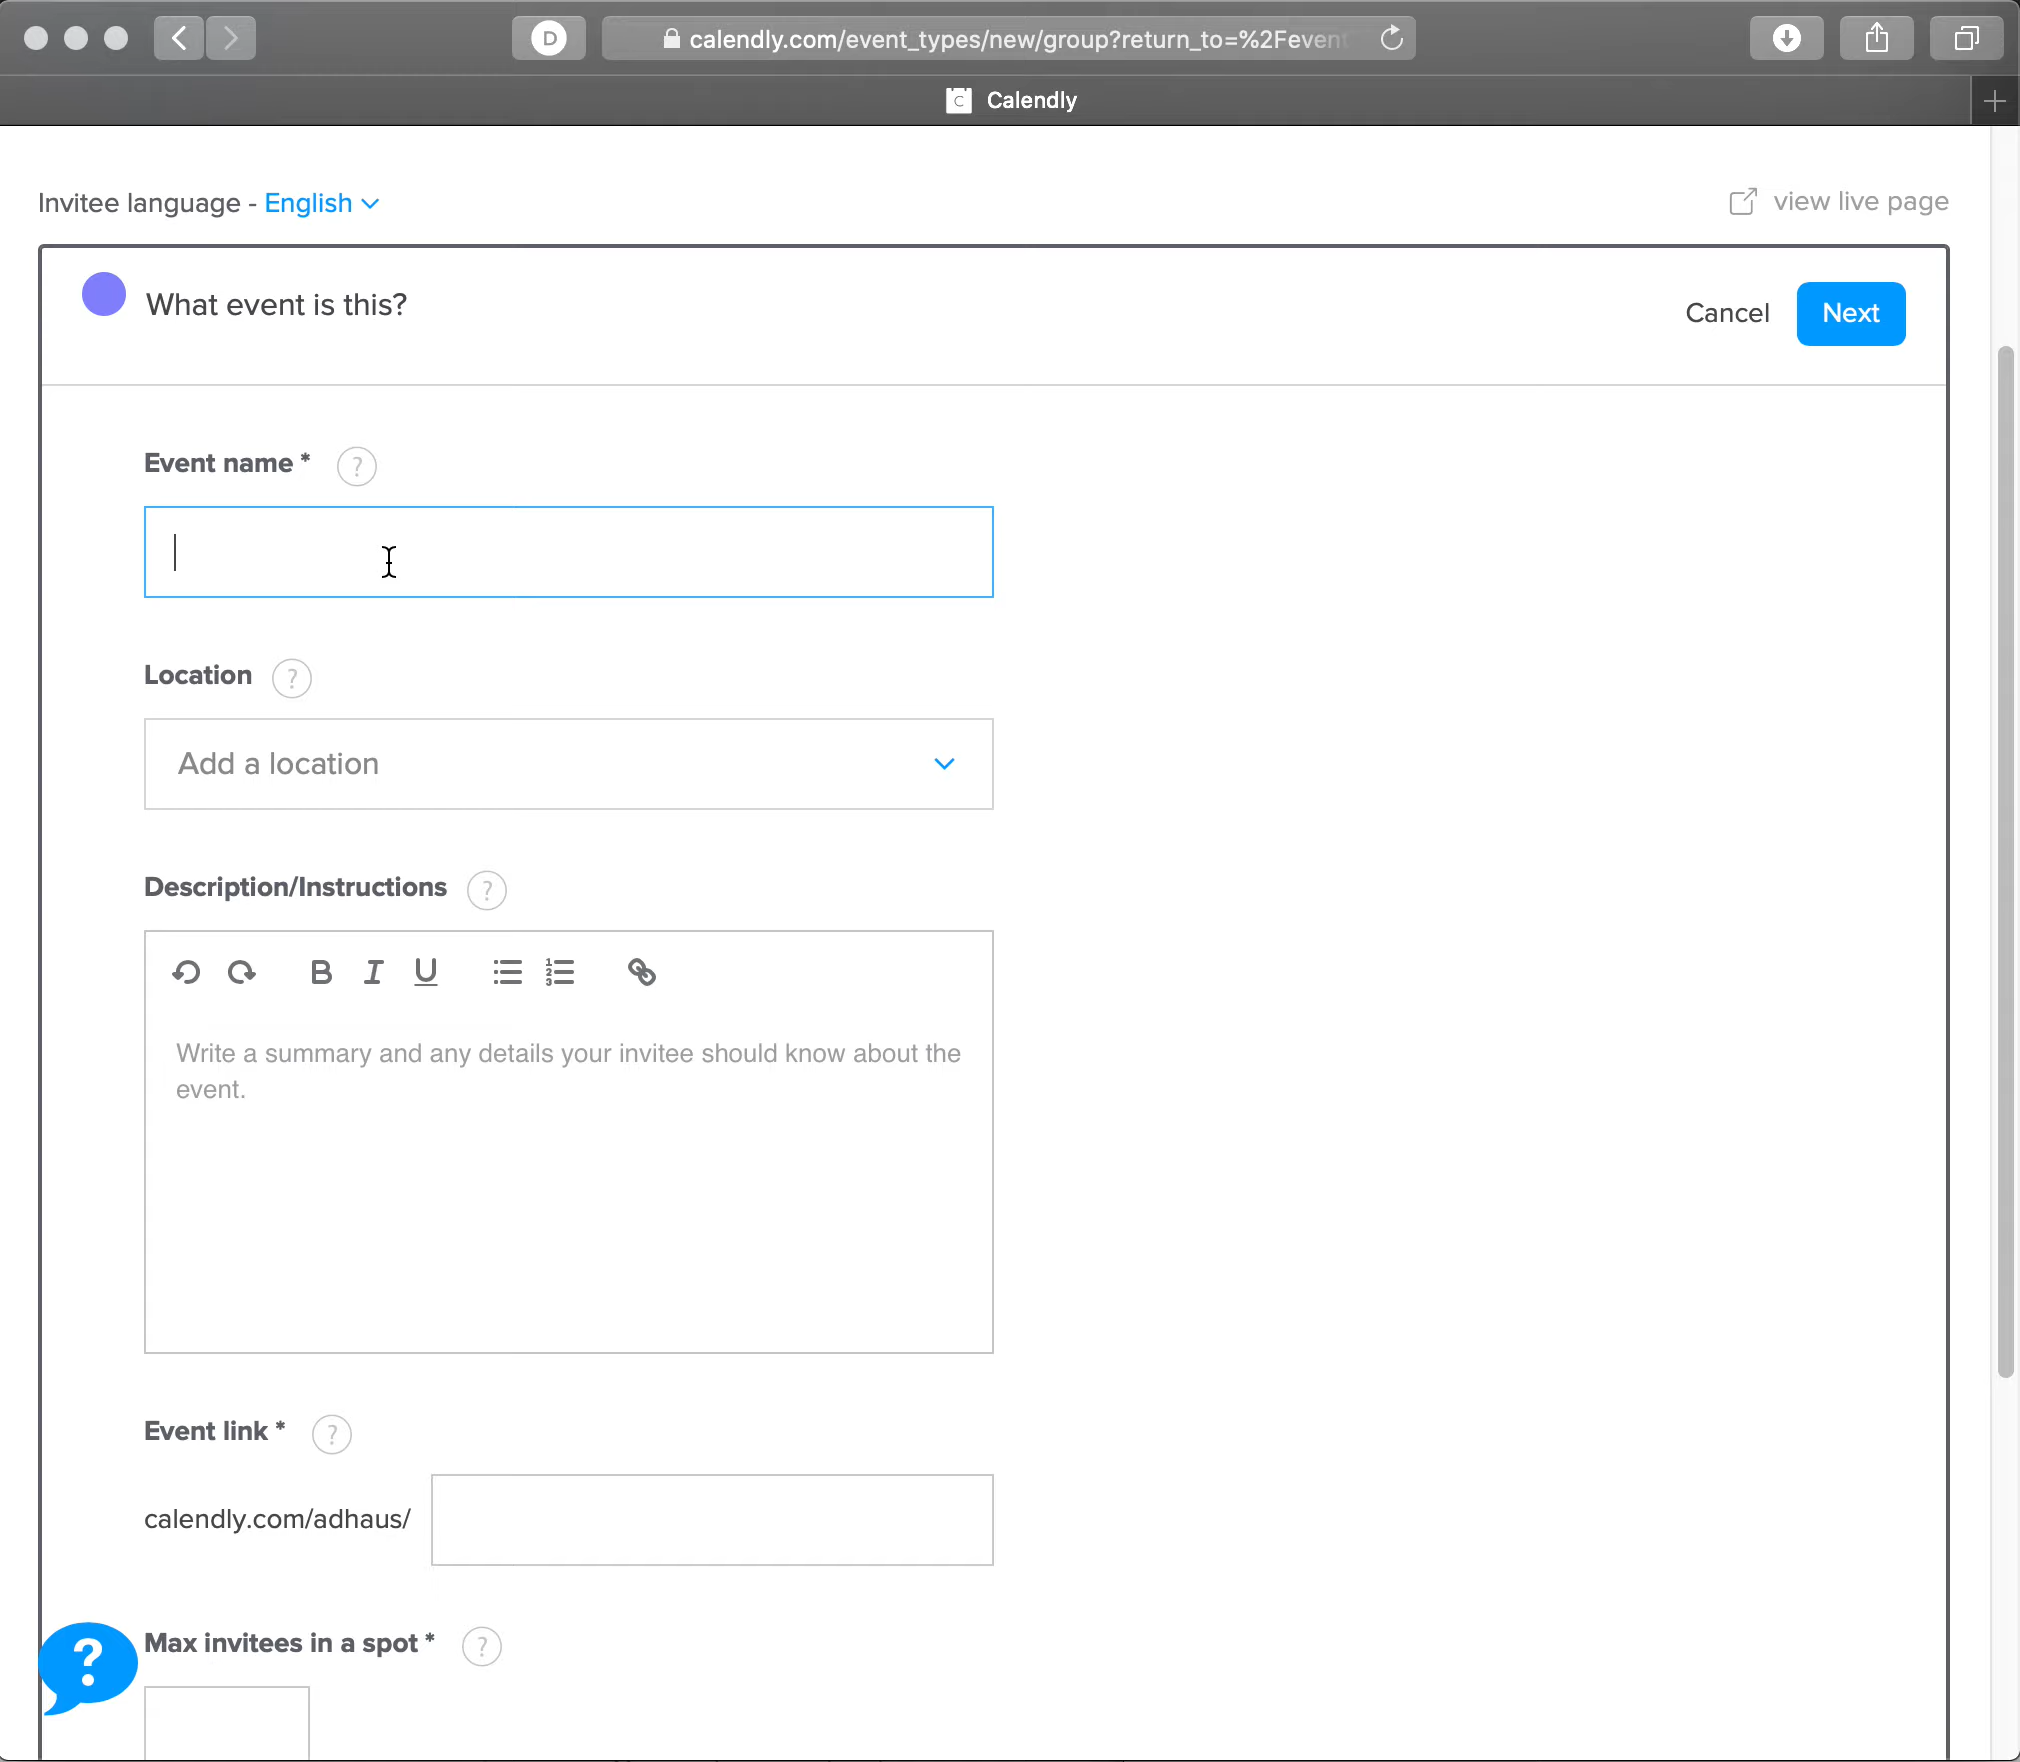 D
calendly.com/event_types/new/group?return_to=%2Fevent
C Calendly
Invitee language - English
view live page
What event is this?
Cancel
Next
Event name * ?
Location ?
Add a location
Description/Instructions ?
B I U
Write a summary and any details your invitee should know about the
event.
Event link * ?
calendly.com/adhaus/
? Max invitees in a spot * ?